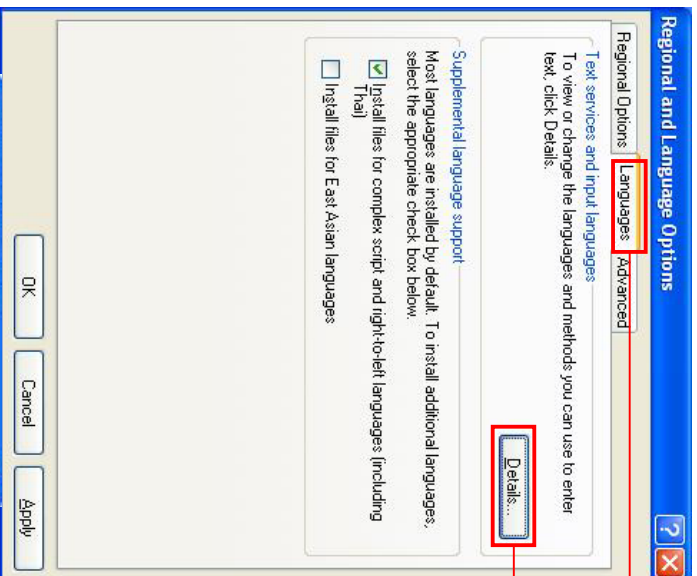 Regional and Language Options
Regional Options Languages Advanced
Text services and input languages
To view or change the languages and methods you can use to enter
text, click Details.
Details...
Supplemental language support
Most languages are installed by default. To install additional languages,
select the appropriate check box below.
Install files for complex script and right-to-left languages (including
Thai)
Install files for East Asian languages
OK Cancel Apply